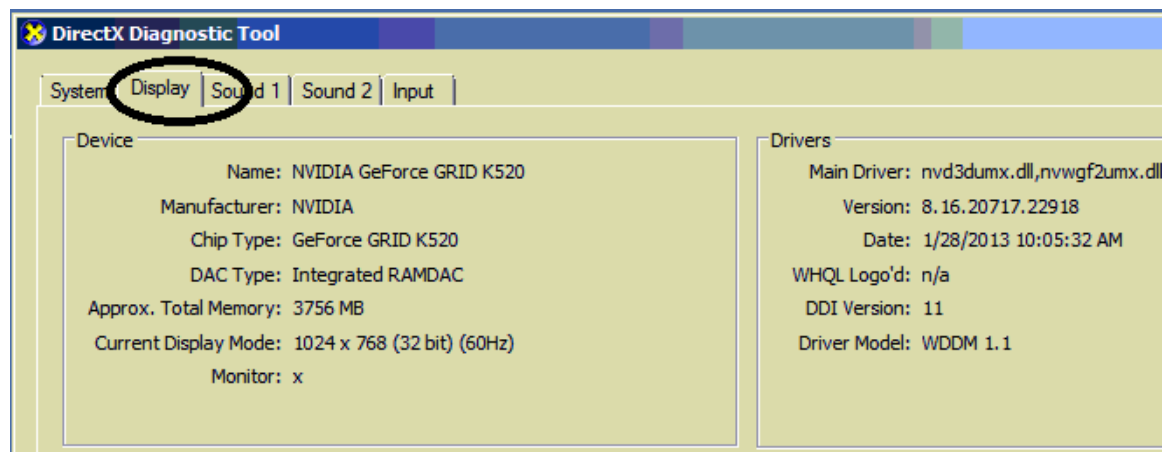 DirectX Diagnostic Tool
System Display Sound 1 Sound 2 Input
Device
Name: NVIDIA GeForce GRID K520
Manufacturer: NVIDIA
Chip Type: GeForce GRID K520
DAC Type: Integrated RAMDAC
Approx. Total Memory: 3756 MB
Current Display Mode: 1024 x 768 (32 bit) (60Hz)
Monitor: x
Drivers
Main Driver: nvd3dumx.dll,nvwgf2umx.dll
Version: 8.16.20717.22918
Date: 1/28/2013 10:05:32 AM
WHQL Logo'd: n/a
DDI Version: 11
Driver Model: WDDM 1.1